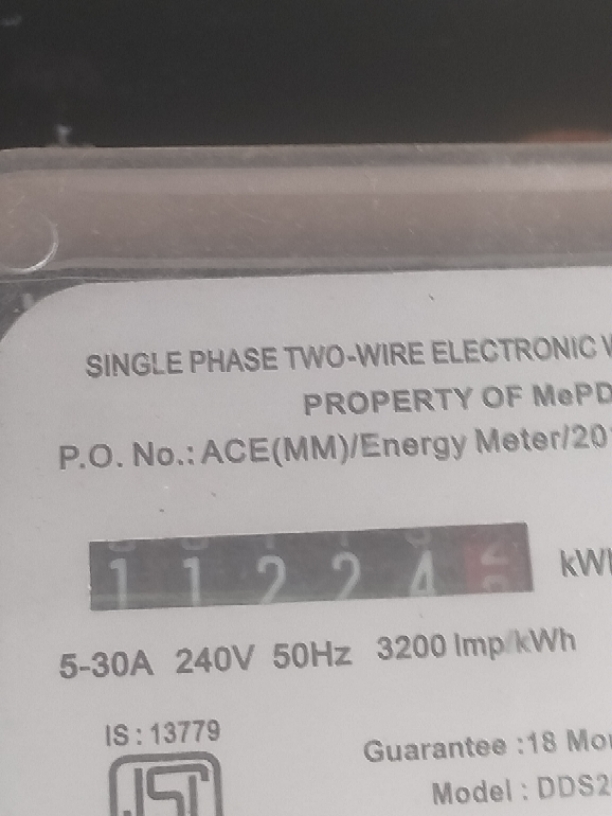 SINGLE PHASE TWO-WIRE ELECTRONIC
PROPERTY OF MePD
P.O. No.: ACE(MM)/Energy Meter/20
1 1 2 2 4
kWh
5-30A 240V 50Hz 3200 Imp/kWh
IS : 13779
Guarantee :18 Mo
Model : DDS2